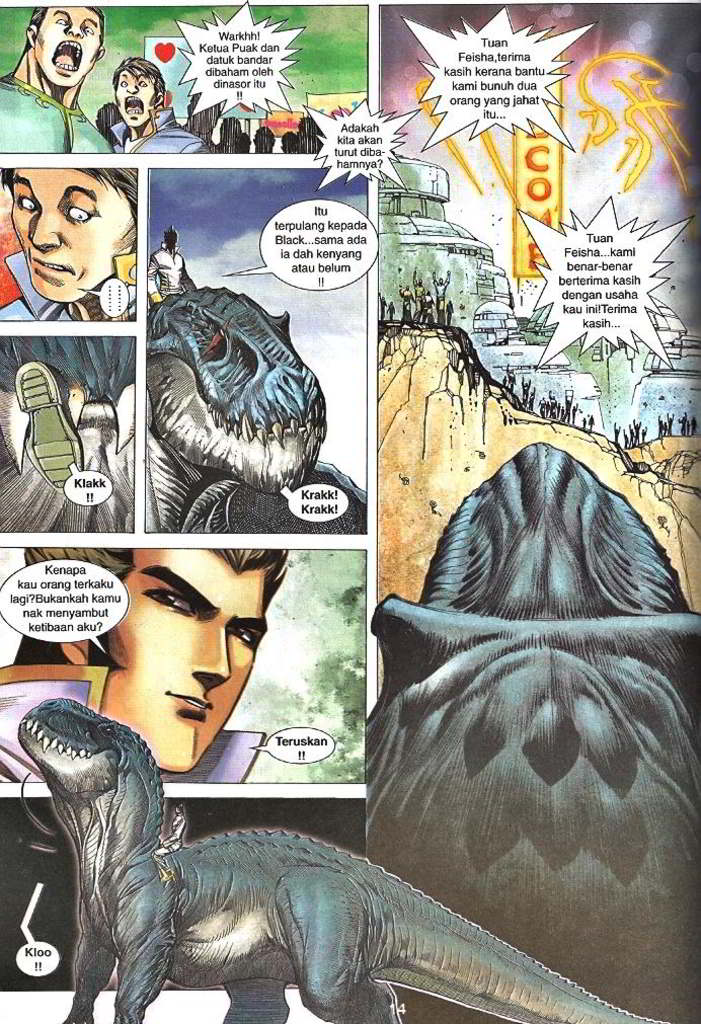 Warkhh!
Ketua Puak dan
datuk bandar
dibaham oleh
dinasor itu
!!
Adakah
kita akan
turut diba-
hamnya?
Itu
terpulang kepada
Black...sama ada
ia dah kenyang
atau belum
!!
Klakk
!!
Krakk!
Krakk!
Kenapa
kau orang terkaku
lagi?Bukankah kamu
nak menyambut
ketibaan aku?
Teruskan
!!
Kloo
!!
Tuan
Feisha,terima
kasih kerana bantu
kami bunuh dua
orang yang jahat
itu...
Tuan
Feisha...kami
benar-benar
berterima kasih
dengan usaha
kau ini!Terima
kasih...
14